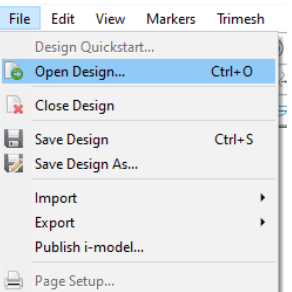 File Edit View Markers Trimesh
Design Quickstart...
Open Design... Ctrl+O
Close Design
Save Design Ctrl+S
Save Design As...
Import
Export
Publish i-model...
Page Setup...